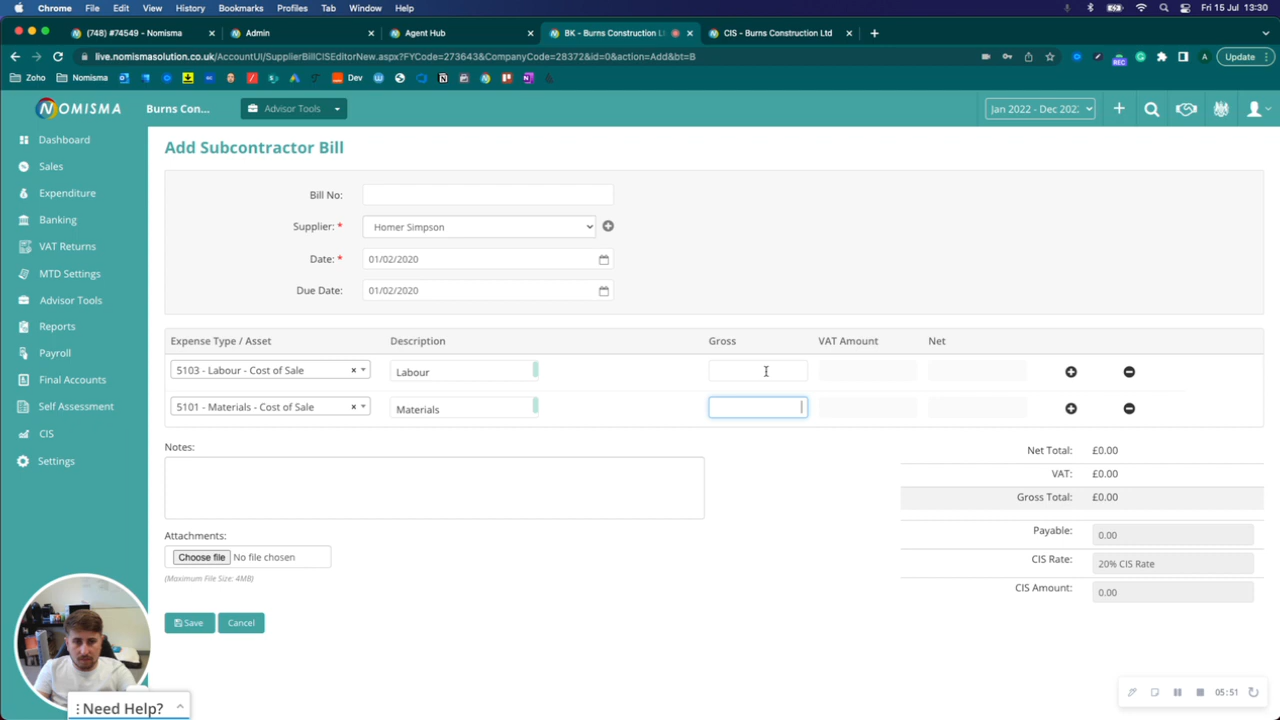 Chrome File Edit View History Bookmarks Profiles Tab Window Help Fri 15 Jul 13:30
(748) #74549 - Nomisma Admin Agent Hub BK - Burns Construction L CIS - Burns Construction Ltd
live.nomismasolution.co.uk/AccountUI/SupplierBillCISEditorNew.aspx?FYCode=273643&CompanyCode=28372&id=0&action=Add&bt=B REC A Update
Zoho Nomisma Dev
NOMISMA Burns Con... Advisor Tools Jan 2022 - Dec 202
Dashboard
Sales
Expenditure
Banking
VAT Returns
MTD Settings
Advisor Tools
Reports
Payroll
Final Accounts
Self Assessment
CIS
Settings
Add Subcontractor Bill
Bill No:
Supplier: * Homer Simpson
Date: * 01/02/2020
Due Date: 01/02/2020
Expense Type / Asset Description Gross VAT Amount Net
5103 - Labour - Cost of Sale Labour
5101 - Materials - Cost of Sale Materials
Notes:
Net Total: £0.00
VAT: £0.00
Gross Total: £0.00
Payable: 0.00
CIS Rate: 20% CIS Rate
CIS Amount: 0.00
Attachments:
Choose file No file chosen
(Maximum File Size: 4MB)
Save Cancel
Need Help?
05:51